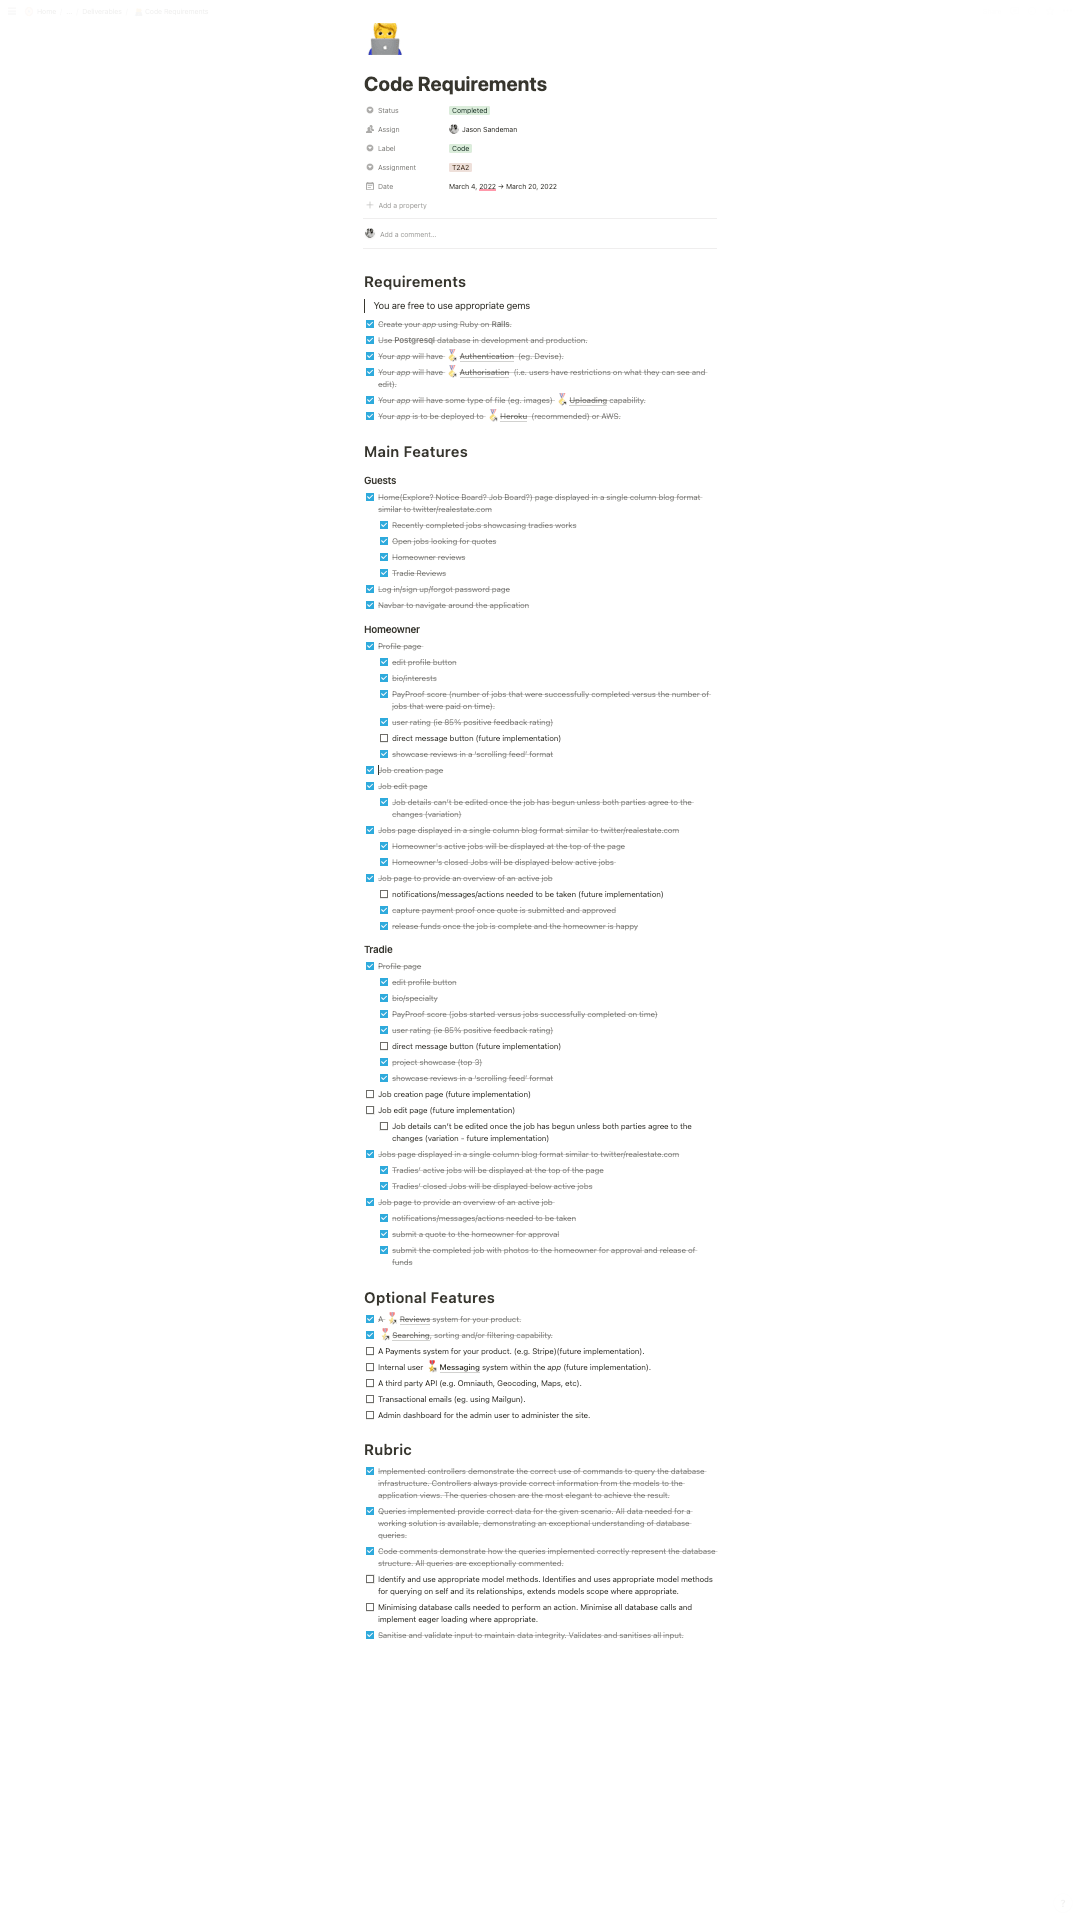 Code Requirements
Status Completed
Assign Jason Sandeman
Label Code
Assignment T2A2
Date March 4, 2022 → March 20, 2022
Add a property
Add a comment...
Requirements
You are free to use appropriate gems
Create your app using Ruby on Rails.
Use Postgresql database in development and production.
Your app will have Authentication (eg. Devise).
Your app will have Authorisation (i.e. users have restrictions on what they can see and
edit).
Your app will have some type of file (eg. images) Uploading capability.
Your app is to be deployed to Heroku (recommended) or AWS.
Main Features
Guests
Home(Explore? Notice Board? Job Board?) page displayed in a single column blog format
similar to twitter/realestate.com
Recently completed jobs showcasing tradies works
Open jobs looking for quotes
Homeowner reviews
Tradie Reviews
Log in/sign up/forgot password page
Navbar to navigate around the application
Homeowner
Profile page
edit profile button
bio/interests
PayProof score (number of jobs that were successfully completed versus the number of
jobs that were paid on time).
user rating (ie 85% positive feedback rating)
direct message button (future implementation)
showcase reviews in a 'scrolling feed' format
Job creation page
Job edit page
Job details can't be edited once the job has begun unless both parties agree to the
changes (variation)
Jobs page displayed in a single column blog format similar to twitter/realestate.com
Homeowner's active jobs will be displayed at the top of the page
Homeowner's closed Jobs will be displayed below active jobs
Job page to provide an overview of an active job
notifications/messages/actions needed to be taken (future implementation)
capture payment proof once quote is submitted and approved
release funds once the job is complete and the homeowner is happy
Tradie
Profile page
edit profile button
bio/specialty
PayProof score (jobs started versus jobs successfully completed on time)
user rating (ie 85% positive feedback rating)
direct message button (future implementation)
project showcase (top 3)
showcase reviews in a 'scrolling feed' format
Job creation page (future implementation)
Job edit page (future implementation)
Job details can't be edited once the job has begun unless both parties agree to the
changes (variation - future implementation)
Jobs page displayed in a single column blog format similar to twitter/realestate.com
Tradies' active jobs will be displayed at the top of the page
Tradies' closed Jobs will be displayed below active jobs
Job page to provide an overview of an active job
notifications/messages/actions needed to be taken
submit a quote to the homeowner for approval
submit the completed job with photos to the homeowner for approval and release of
funds
Optional Features
A Reviews system for your product.
Searching, sorting and/or filtering capability.
A Payments system for your product. (e.g. Stripe)(future implementation).
Internal user Messaging system within the app (future implementation).
A third party API (e.g. Omniauth, Geocoding, Maps, etc).
Transactional emails (eg. using Mailgun).
Admin dashboard for the admin user to administer the site.
Rubric
Implemented controllers demonstrate the correct use of commands to query the database
infrastructure. Controllers always provide correct information from the models to the
application views. The queries chosen are the most elegant to achieve the result.
Queries implemented provide correct data for the given scenario. All data needed for a
working solution is available, demonstrating an exceptional understanding of database
queries.
Code comments demonstrate how the queries implemented correctly represent the database
structure. All queries are exceptionally commented.
Identify and use appropriate model methods. Identifies and uses appropriate model methods
for querying on self and its relationships, extends models scope where appropriate.
Minimising database calls needed to perform an action. Minimise all database calls and
implement eager loading where appropriate.
Sanitise and validate input to maintain data integrity. Validates and sanitises all input.